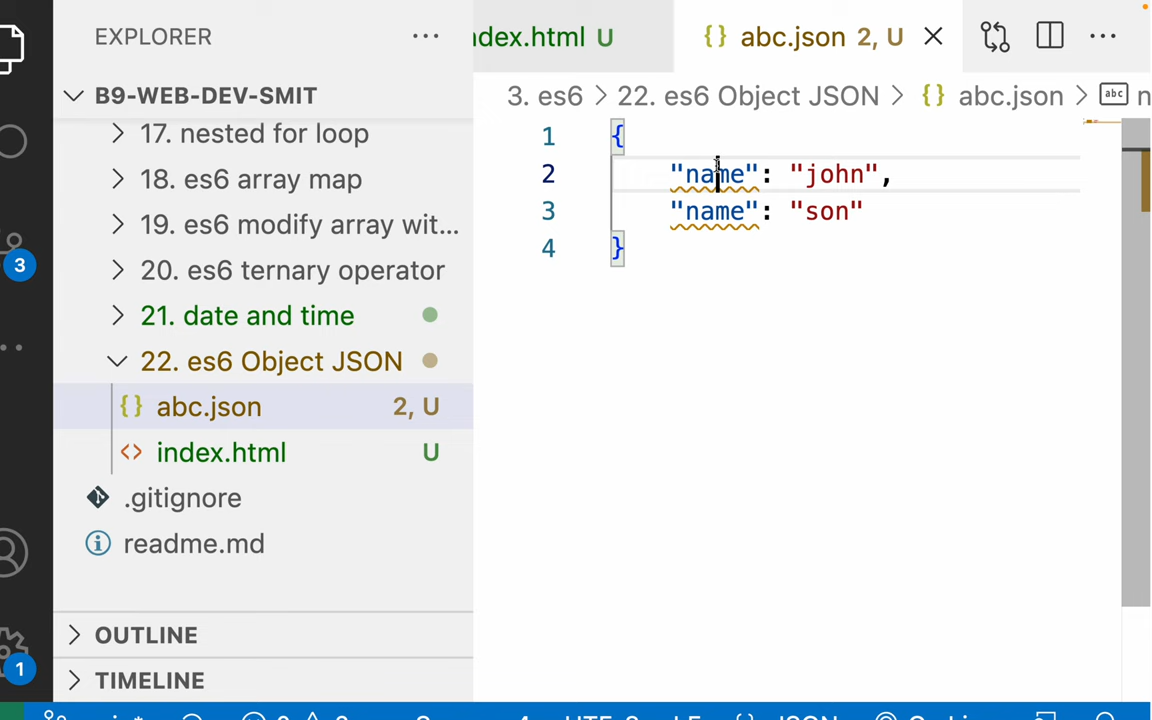 EXPLORER
B9-WEB-DEV-SMIT
17. nested for loop
18. es6 array map
19. es6 modify array wit...
20. es6 ternary operator
21. date and time
22. es6 Object JSON
abc.json 2, U
index.html U
.gitignore
readme.md
OUTLINE
TIMELINE
3
1
ndex.html U
{} abc.json 2, U
3. es6 > 22. es6 Object JSON > {} abc.json > abc n
1 {
2 "name": "john",
3 "name": "son"
4 }
JSON